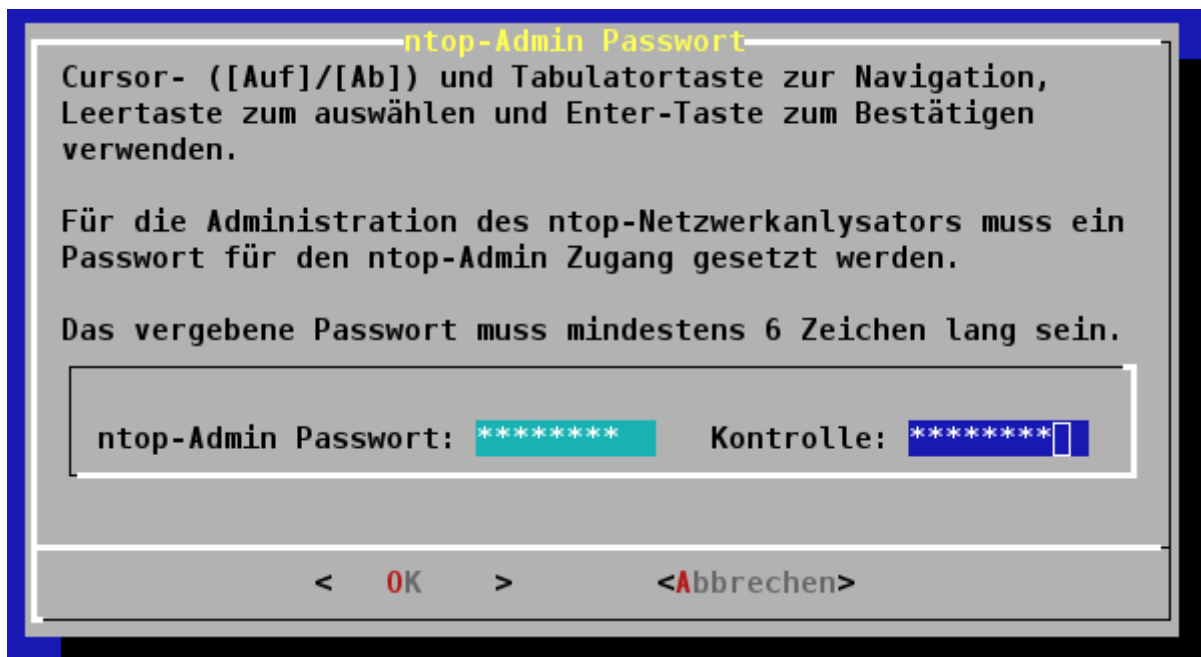 ntop-Admin Passwort
Cursor- ([Auf]/[Ab]) und Tabulatortaste zur Navigation,
Leertaste zum auswählen und Enter-Taste zum Bestätigen
verwenden.
Für die Administration des ntop-Netzwerkanlysators muss ein
Passwort für den ntop-Admin Zugang gesetzt werden.
Das vergebene Passwort muss mindestens 6 Zeichen lang sein.
ntop-Admin Passwort: ******** Kontrolle: ********
< OK > <Abbrechen>